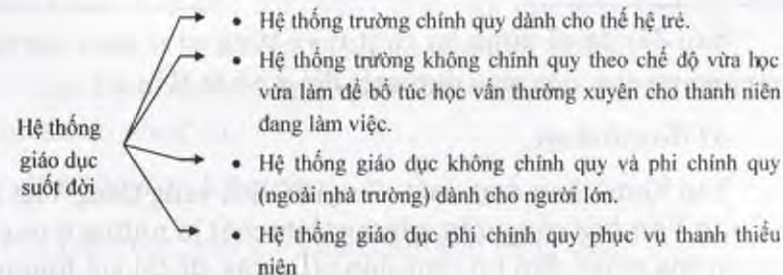 Hệ thống
giáo dục
suốt đời
• Hệ thống trường chính quy dành cho thế hệ trẻ.
• Hệ thống trường không chính quy theo chế độ vừa học
vừa làm để bổ túc học vấn thường xuyên cho thanh niên
đang làm việc.
• Hệ thống giáo dục không chính quy và phi chính quy
(ngoài nhà trường) dành cho người lớn.
• Hệ thống giáo dục phi chính quy phục vụ thanh thiếu
niên